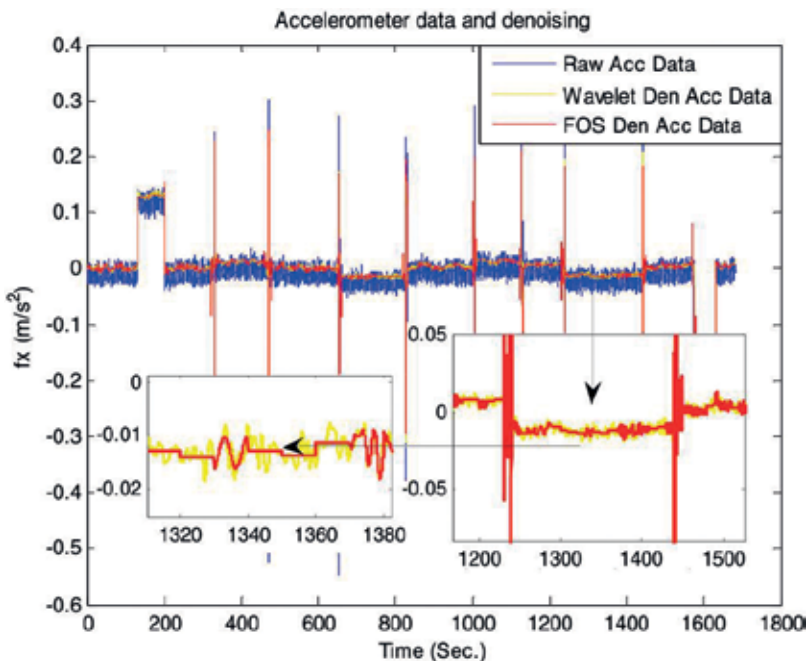 Accelerometer data and denoising
0.4
0.3
0.2
0.1
0
-0.1
-0.2
-0.3
-0.4
-0.5
-0.6
fx (m/s²)
Raw Acc Data
Wavelet Den Acc Data
FOS Den Acc Data
0.05
0
-0.05
1200 1300 1400 1500
0
-0.01
-0.02
1320 1340 1360 1380
0 200 400 600 800 1000 1200 1400 1600 1800
Time (Sec.)